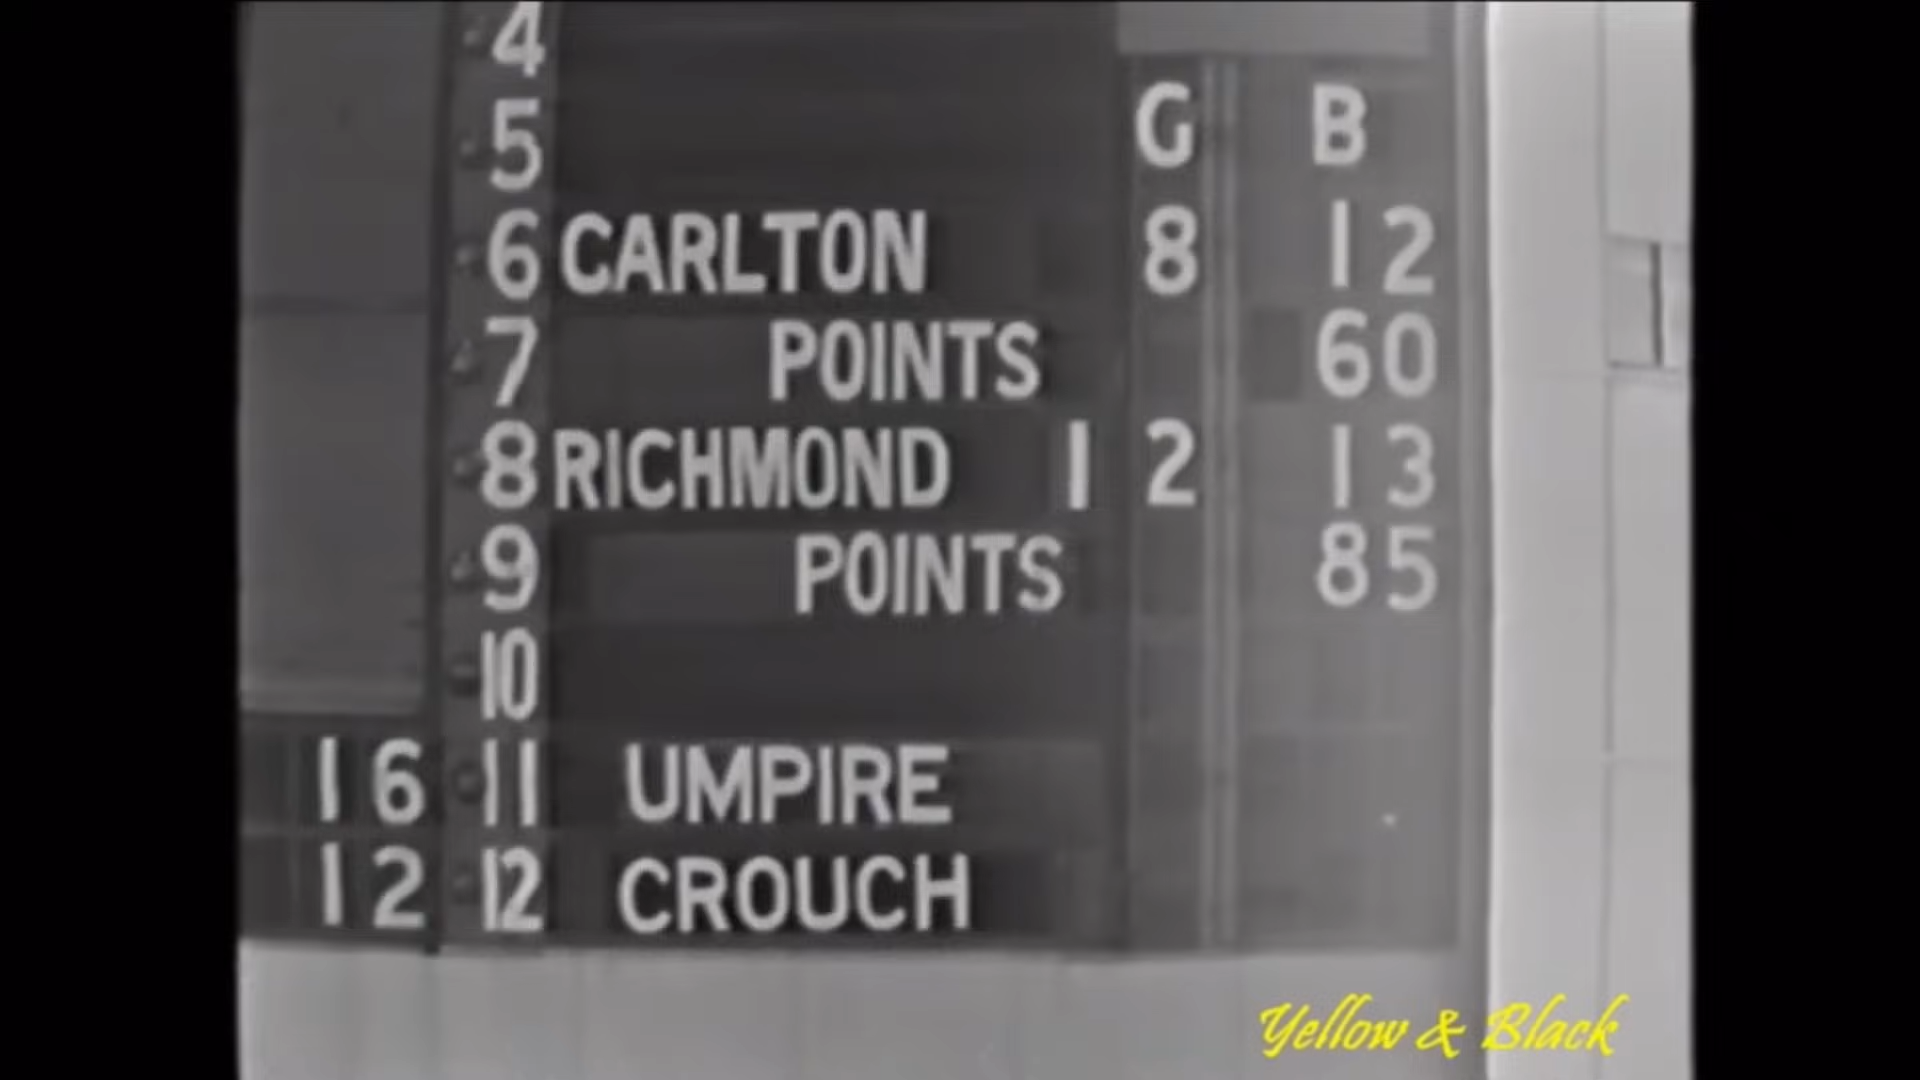 4
5 G B
6 CARLTON 8 12
7 POINTS 60
8 RICHMOND 12 13
9 POINTS 85
10
16 11 UMPIRE
12 12 CROUCH
Yellow & Black